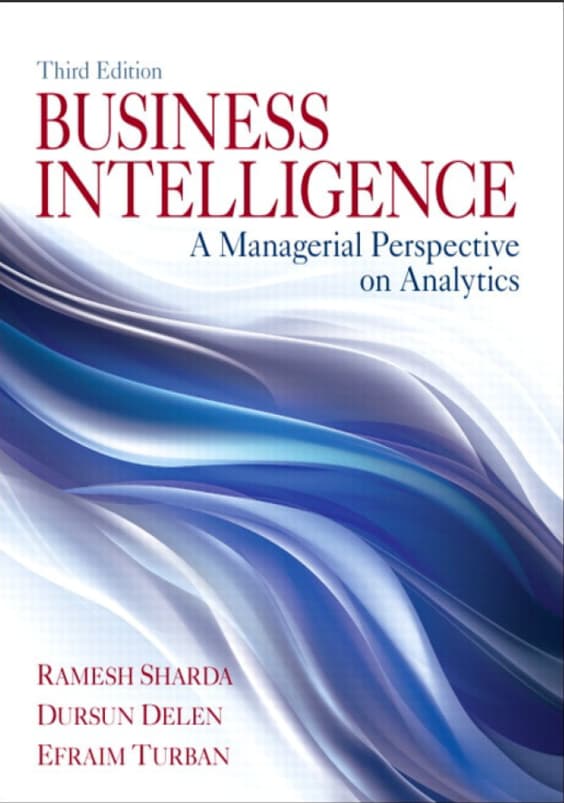 Third Edition
BUSINESS
INTELLIGENCE
A Managerial Perspective
on Analytics
RAMESH SHARDA
DURSUN DELEN
EFRAIM TURBAN